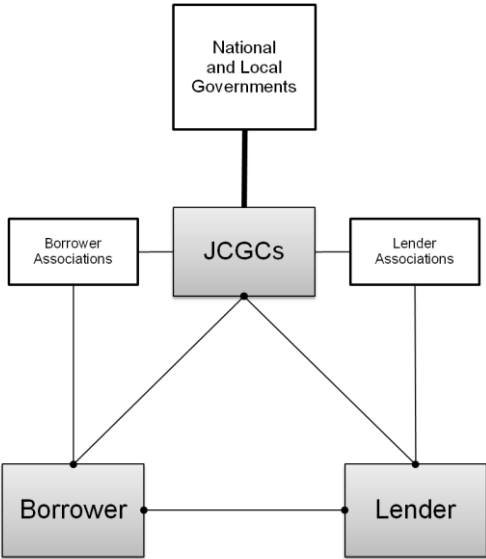 National
and Local
Governments
JCGCs
Borrower
Associations
Lender
Associations
Borrower
Lender